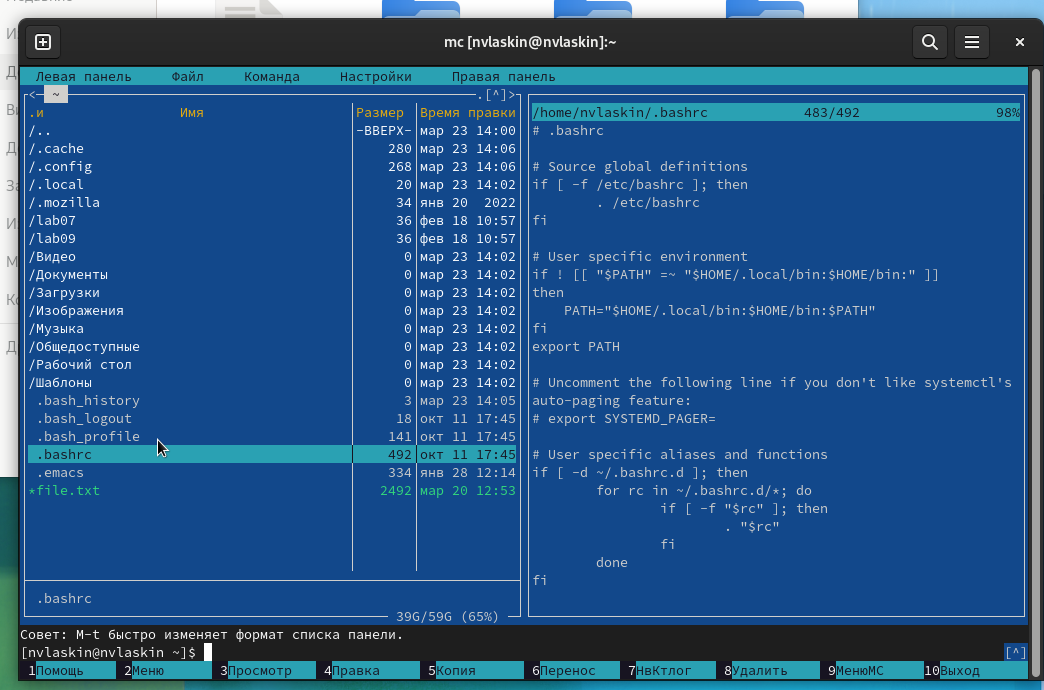 mc [nvlaskin@nvlaskin]:~
Левая панель Файл Команда Настройки Правая панель
<─ ~ .[^]>
.и Имя Размер Время правки
/.. -ВВЕРХ- мар 23 14:00
/.cache 280 мар 23 14:06
/.config 268 мар 23 14:06
/.local 20 мар 23 14:02
/.mozilla 34 янв 20 2022
/lab07 36 фев 18 10:57
/lab09 36 фев 18 10:57
/Видео 0 мар 23 14:02
/Документы 0 мар 23 14:02
/Загрузки 0 мар 23 14:02
/Изображения 0 мар 23 14:02
/Музыка 0 мар 23 14:02
/Общедоступные 0 мар 23 14:02
/Рабочий стол 0 мар 23 14:02
/Шаблоны 0 мар 23 14:02
.bash_history 3 мар 23 14:05
.bash_logout 18 окт 11 17:45
.bash_profile 141 окт 11 17:45
.bashrc 492 окт 11 17:45
.emacs 334 янв 28 12:14
*file.txt 2492 мар 20 12:53
.bashrc
39G/59G (65%)
/home/nvlaskin/.bashrc 483/492 98%
# .bashrc
# Source global definitions
if [ -f /etc/bashrc ]; then
. /etc/bashrc
fi
# User specific environment
if ! [[ "$PATH" =~ "$HOME/.local/bin:$HOME/bin:" ]]
then
PATH="$HOME/.local/bin:$HOME/bin:$PATH"
fi
export PATH
# Uncomment the following line if you don't like systemctl's
auto-paging feature:
# export SYSTEMD_PAGER=
# User specific aliases and functions
if [ -d ~/.bashrc.d ]; then
for rc in ~/.bashrc.d/*; do
if [ -f "$rc" ]; then
. "$rc"
fi
done
fi
Совет: M-t быстро изменяет формат списка панели.
[nvlaskin@nvlaskin ~]$ [^]
1Помощь 2Меню 3Просмотр 4Правка 5Копия 6Перенос 7НвКтлог 8Удалить 9МенюMC 10Выход